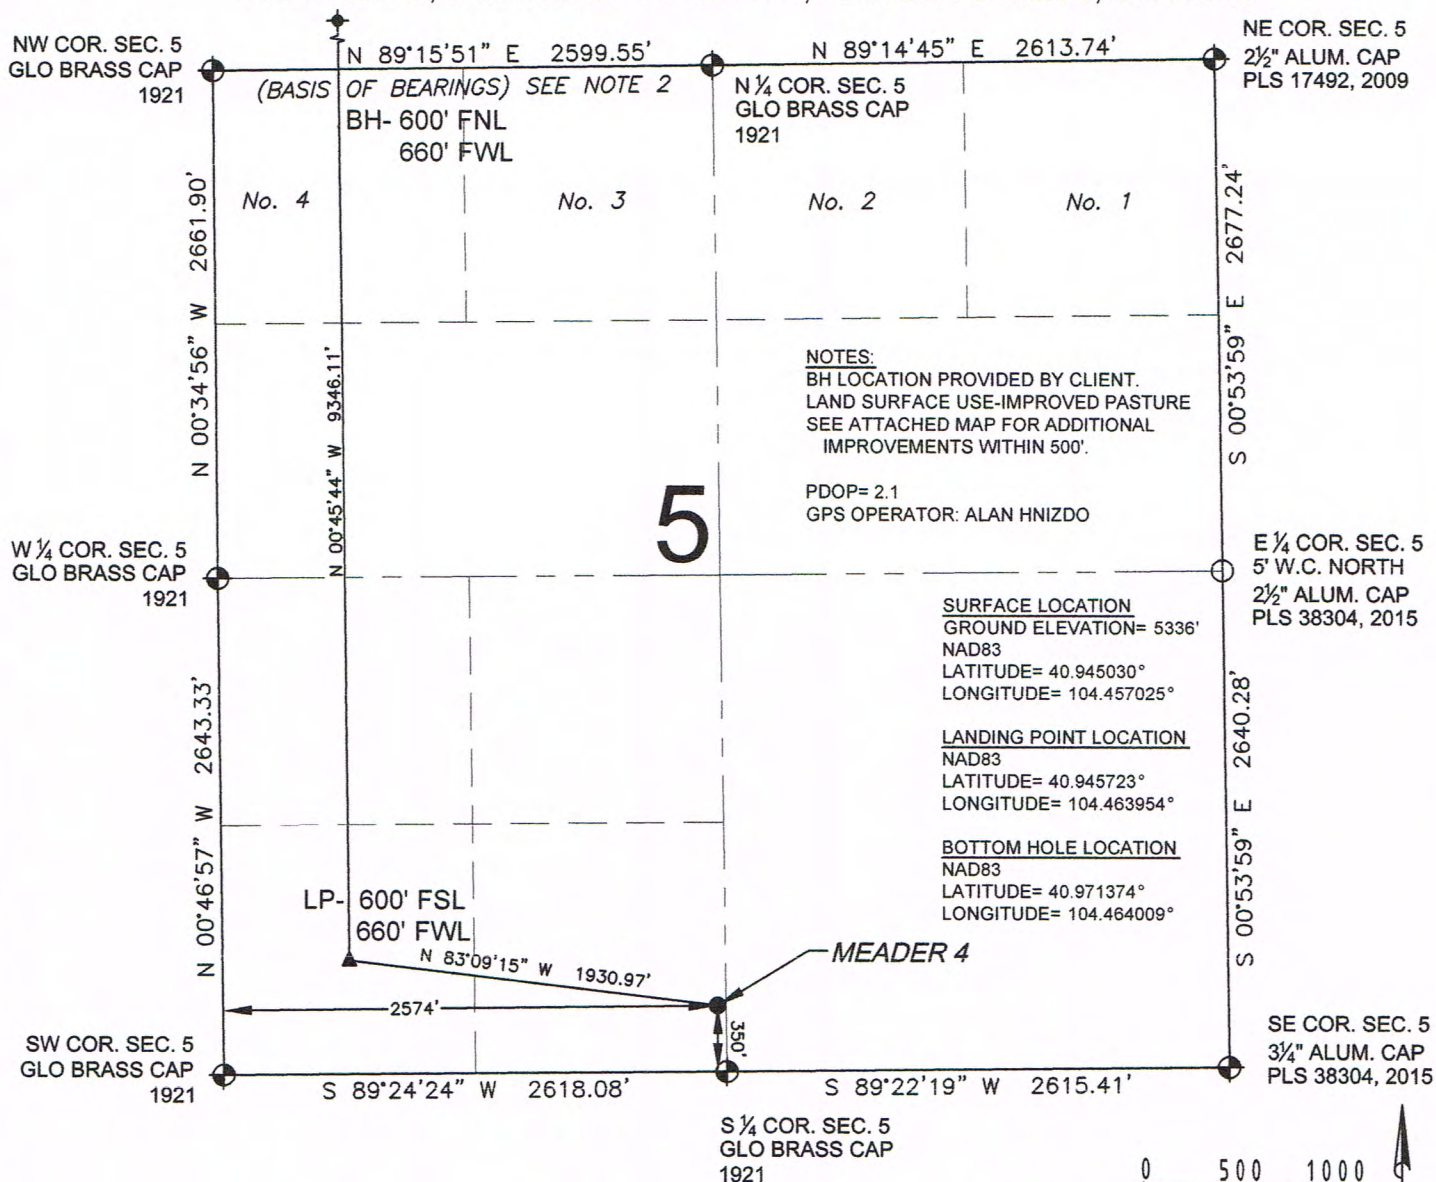 N 89°15'51" E 2599.55'
N 89°14'45" E 2613.74'
NW COR. SEC. 5
GLO BRASS CAP
1921
(BASIS OF BEARINGS) SEE NOTE 2
BH- 600' FNL
660' FWL
N ¼ COR. SEC. 5
GLO BRASS CAP
1921
NE COR. SEC. 5
2½" ALUM. CAP
PLS 17492, 2009
No. 4
No. 3
No. 2
No. 1
N 00°34'56" W 2661.90'
N 00°45'44" W 9346.11'
S 00°53'59" E 2677.24'
NOTES:
BH LOCATION PROVIDED BY CLIENT.
LAND SURFACE USE-IMPROVED PASTURE
SEE ATTACHED MAP FOR ADDITIONAL
IMPROVEMENTS WITHIN 500'.
PDOP= 2.1
GPS OPERATOR: ALAN HNIZDO
5
W ¼ COR. SEC. 5
GLO BRASS CAP
1921
E ¼ COR. SEC. 5
5' W.C. NORTH
2½" ALUM. CAP
PLS 38304, 2015
SURFACE LOCATION
GROUND ELEVATION= 5336'
NAD83
LATITUDE= 40.945030°
LONGITUDE= 104.457025°
LANDING POINT LOCATION
NAD83
LATITUDE= 40.945723°
LONGITUDE= 104.463954°
BOTTOM HOLE LOCATION
NAD83
LATITUDE= 40.971374°
LONGITUDE= 104.464009°
N 00°46'57" W 2643.33'
S 00°53'59" E 2640.28'
LP- 600' FSL
660' FWL
N 83°09'15" W 1930.97'
MEADER 4
2574'
350'
SW COR. SEC. 5
GLO BRASS CAP
1921
S 89°24'24" W 2618.08'
S 89°22'19" W 2615.41'
SE COR. SEC. 5
3¼" ALUM. CAP
PLS 38304, 2015
S ¼ COR. SEC. 5
GLO BRASS CAP
1921
0 500 1000